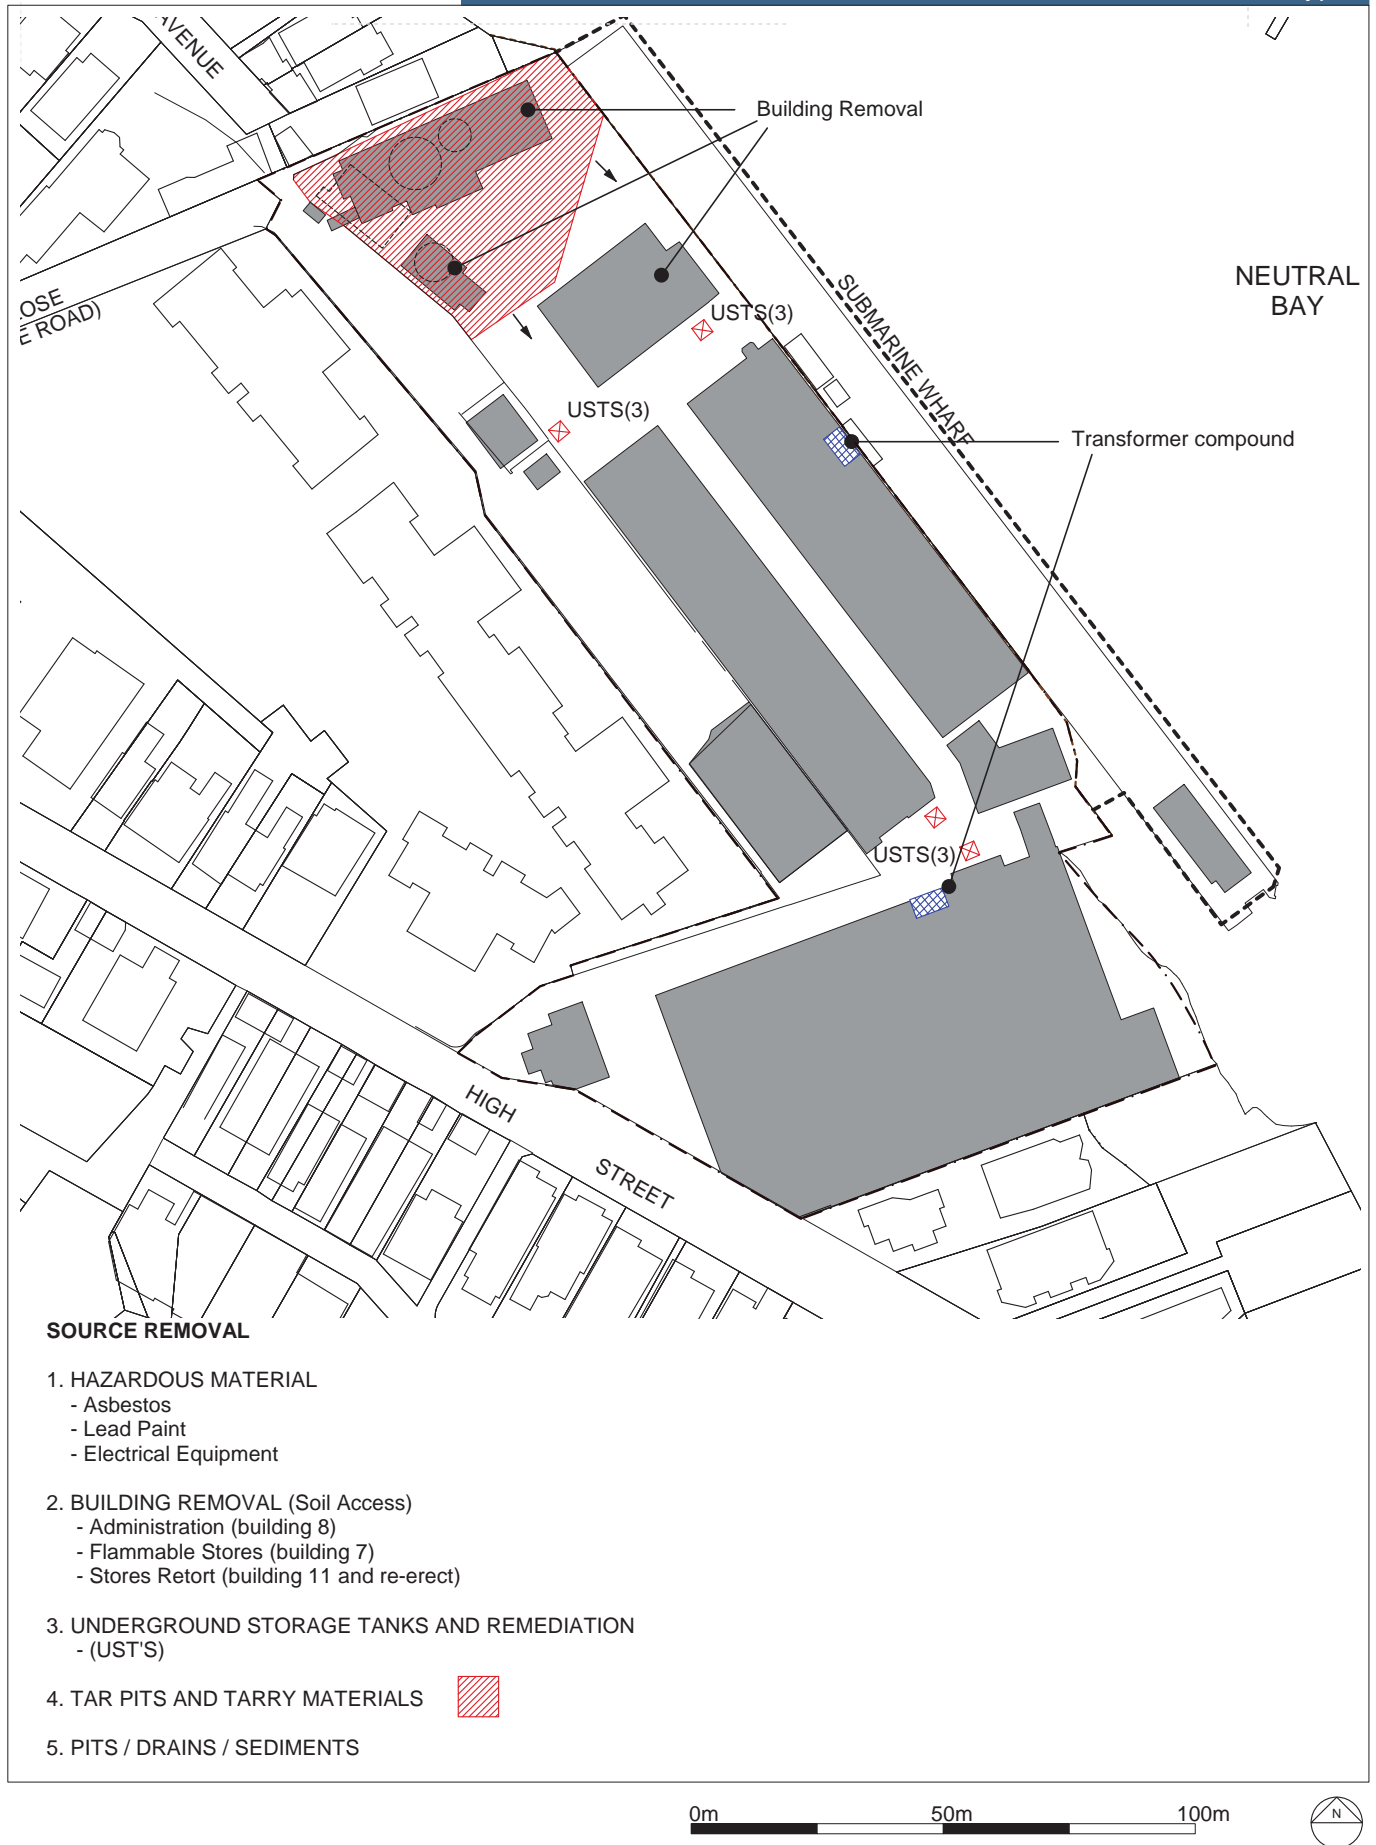 AVENUE
Building Removal
NEUTRAL
BAY
OSE
E ROAD)
SUBMARINE WHARF
USTS(3)
USTS(3)
Transformer compound
USTS(3)
HIGH
STREET
SOURCE REMOVAL
1. HAZARDOUS MATERIAL
- Asbestos
- Lead Paint
- Electrical Equipment
2. BUILDING REMOVAL (Soil Access)
- Administration (building 8)
- Flammable Stores (building 7)
- Stores Retort (building 11 and re-erect)
3. UNDERGROUND STORAGE TANKS AND REMEDIATION
- (UST'S)
4. TAR PITS AND TARRY MATERIALS
5. PITS / DRAINS / SEDIMENTS
0m 50m 100m
N